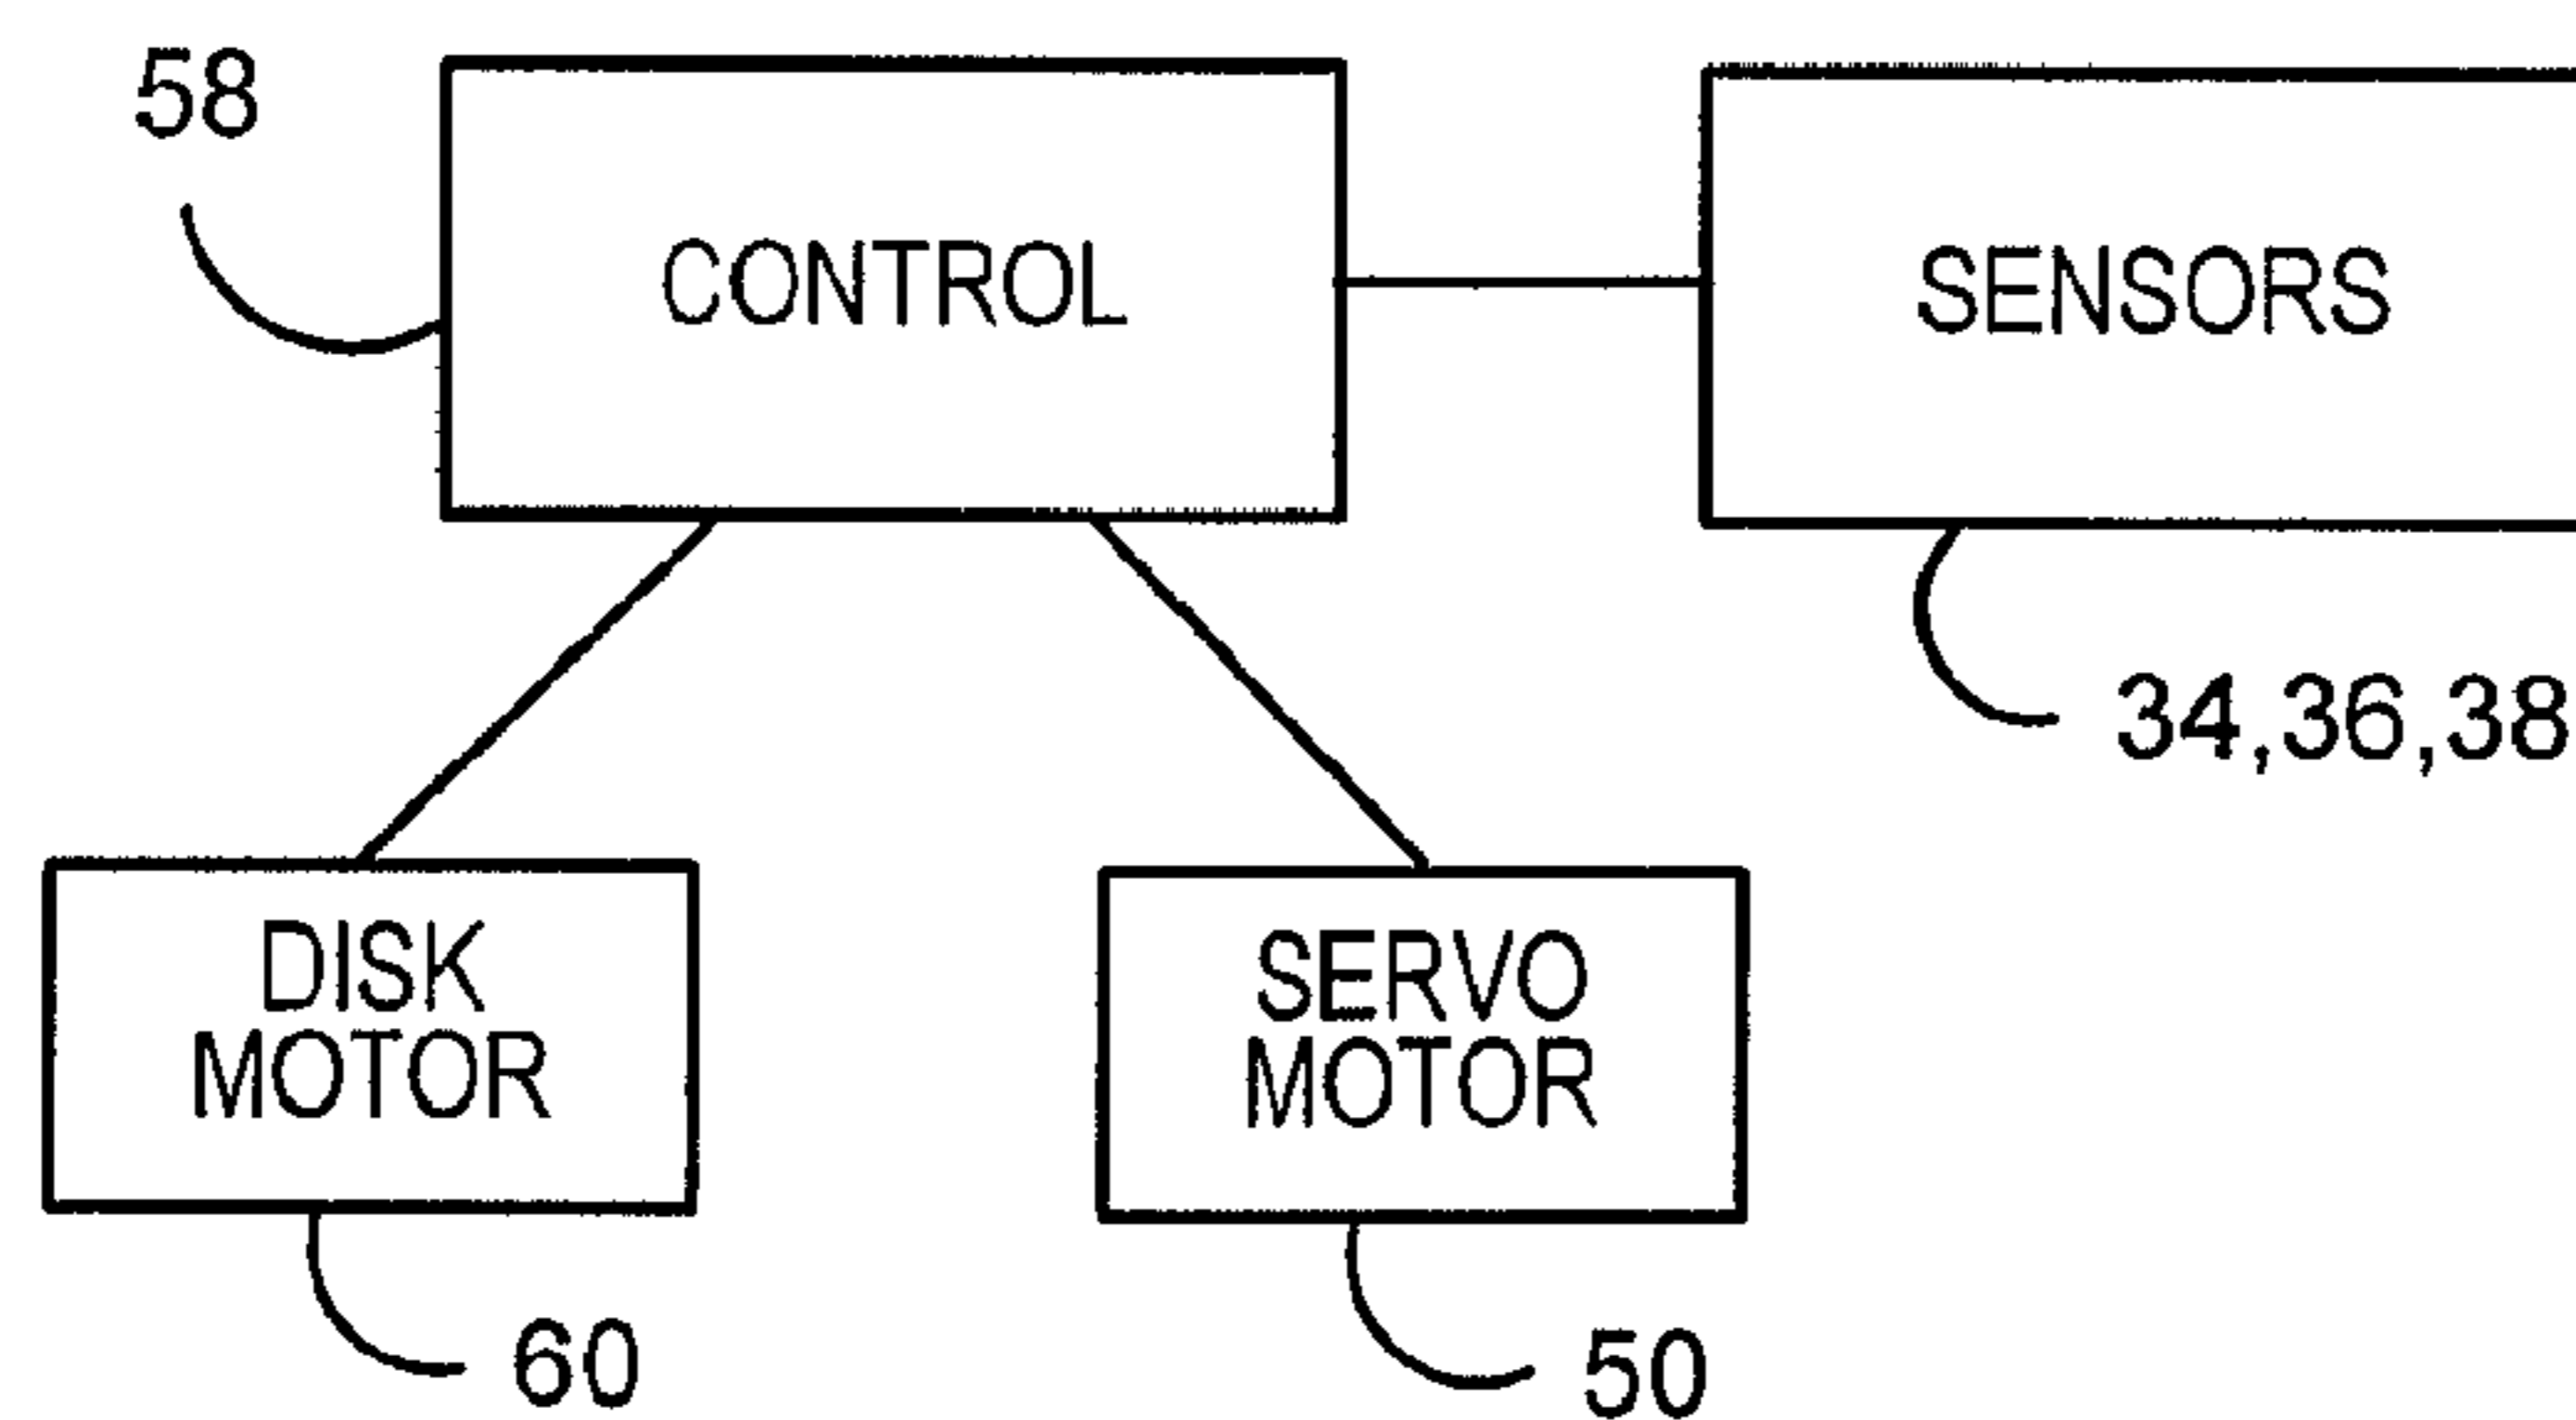 58
CONTROL
SENSORS
34,36,38
DISK
MOTOR
SERVO
MOTOR
60
50